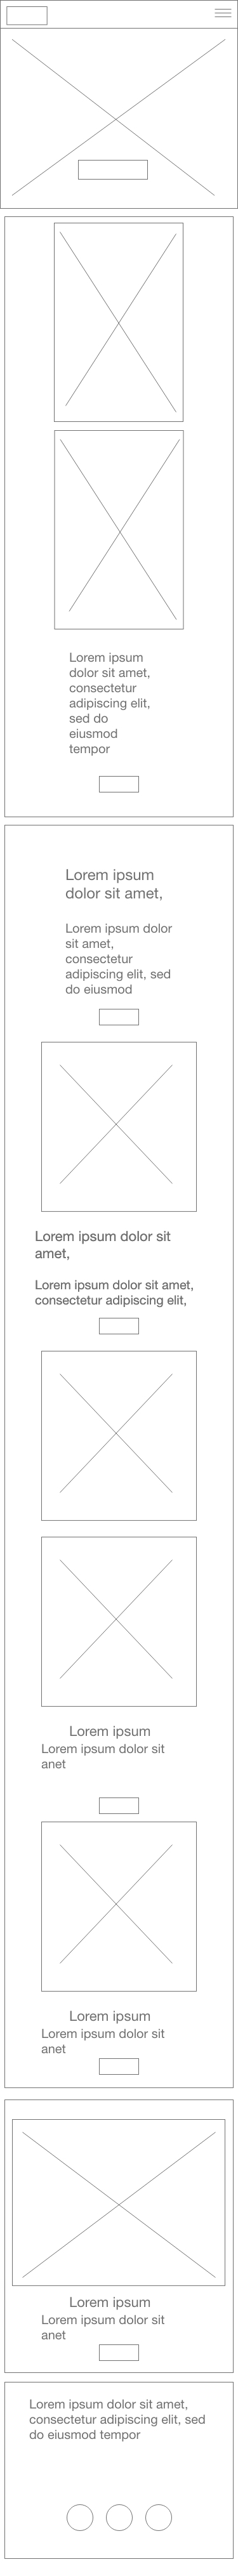 Lorem ipsum
dolor sit amet,
consectetur
adipiscing elit,
sed do
eiusmod
tempor
Lorem ipsum
dolor sit amet,
Lorem ipsum dolor
sit amet,
consectetur
adipiscing elit, sed
do eiusmod
Lorem ipsum dolor sit
amet,
Lorem ipsum dolor sit amet,
consectetur adipiscing elit,
Lorem ipsum
Lorem ipsum dolor sit
anet
Lorem ipsum
Lorem ipsum dolor sit
anet
Lorem ipsum
Lorem ipsum dolor sit
anet
Lorem ipsum dolor sit amet,
consectetur adipiscing elit, sed
do eiusmod tempor